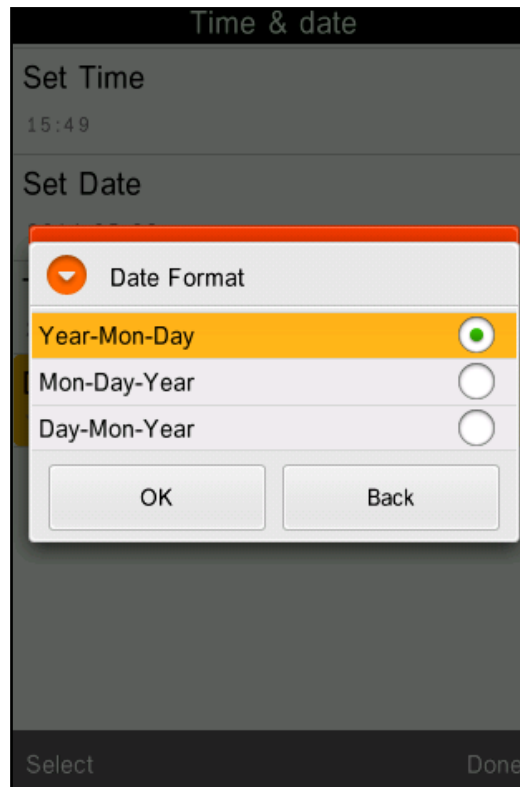 Time & date
Set Time
15:49
Set Date
Date Format
Year-Mon-Day
Mon-Day-Year
Day-Mon-Year
OK
Back
Select
Done